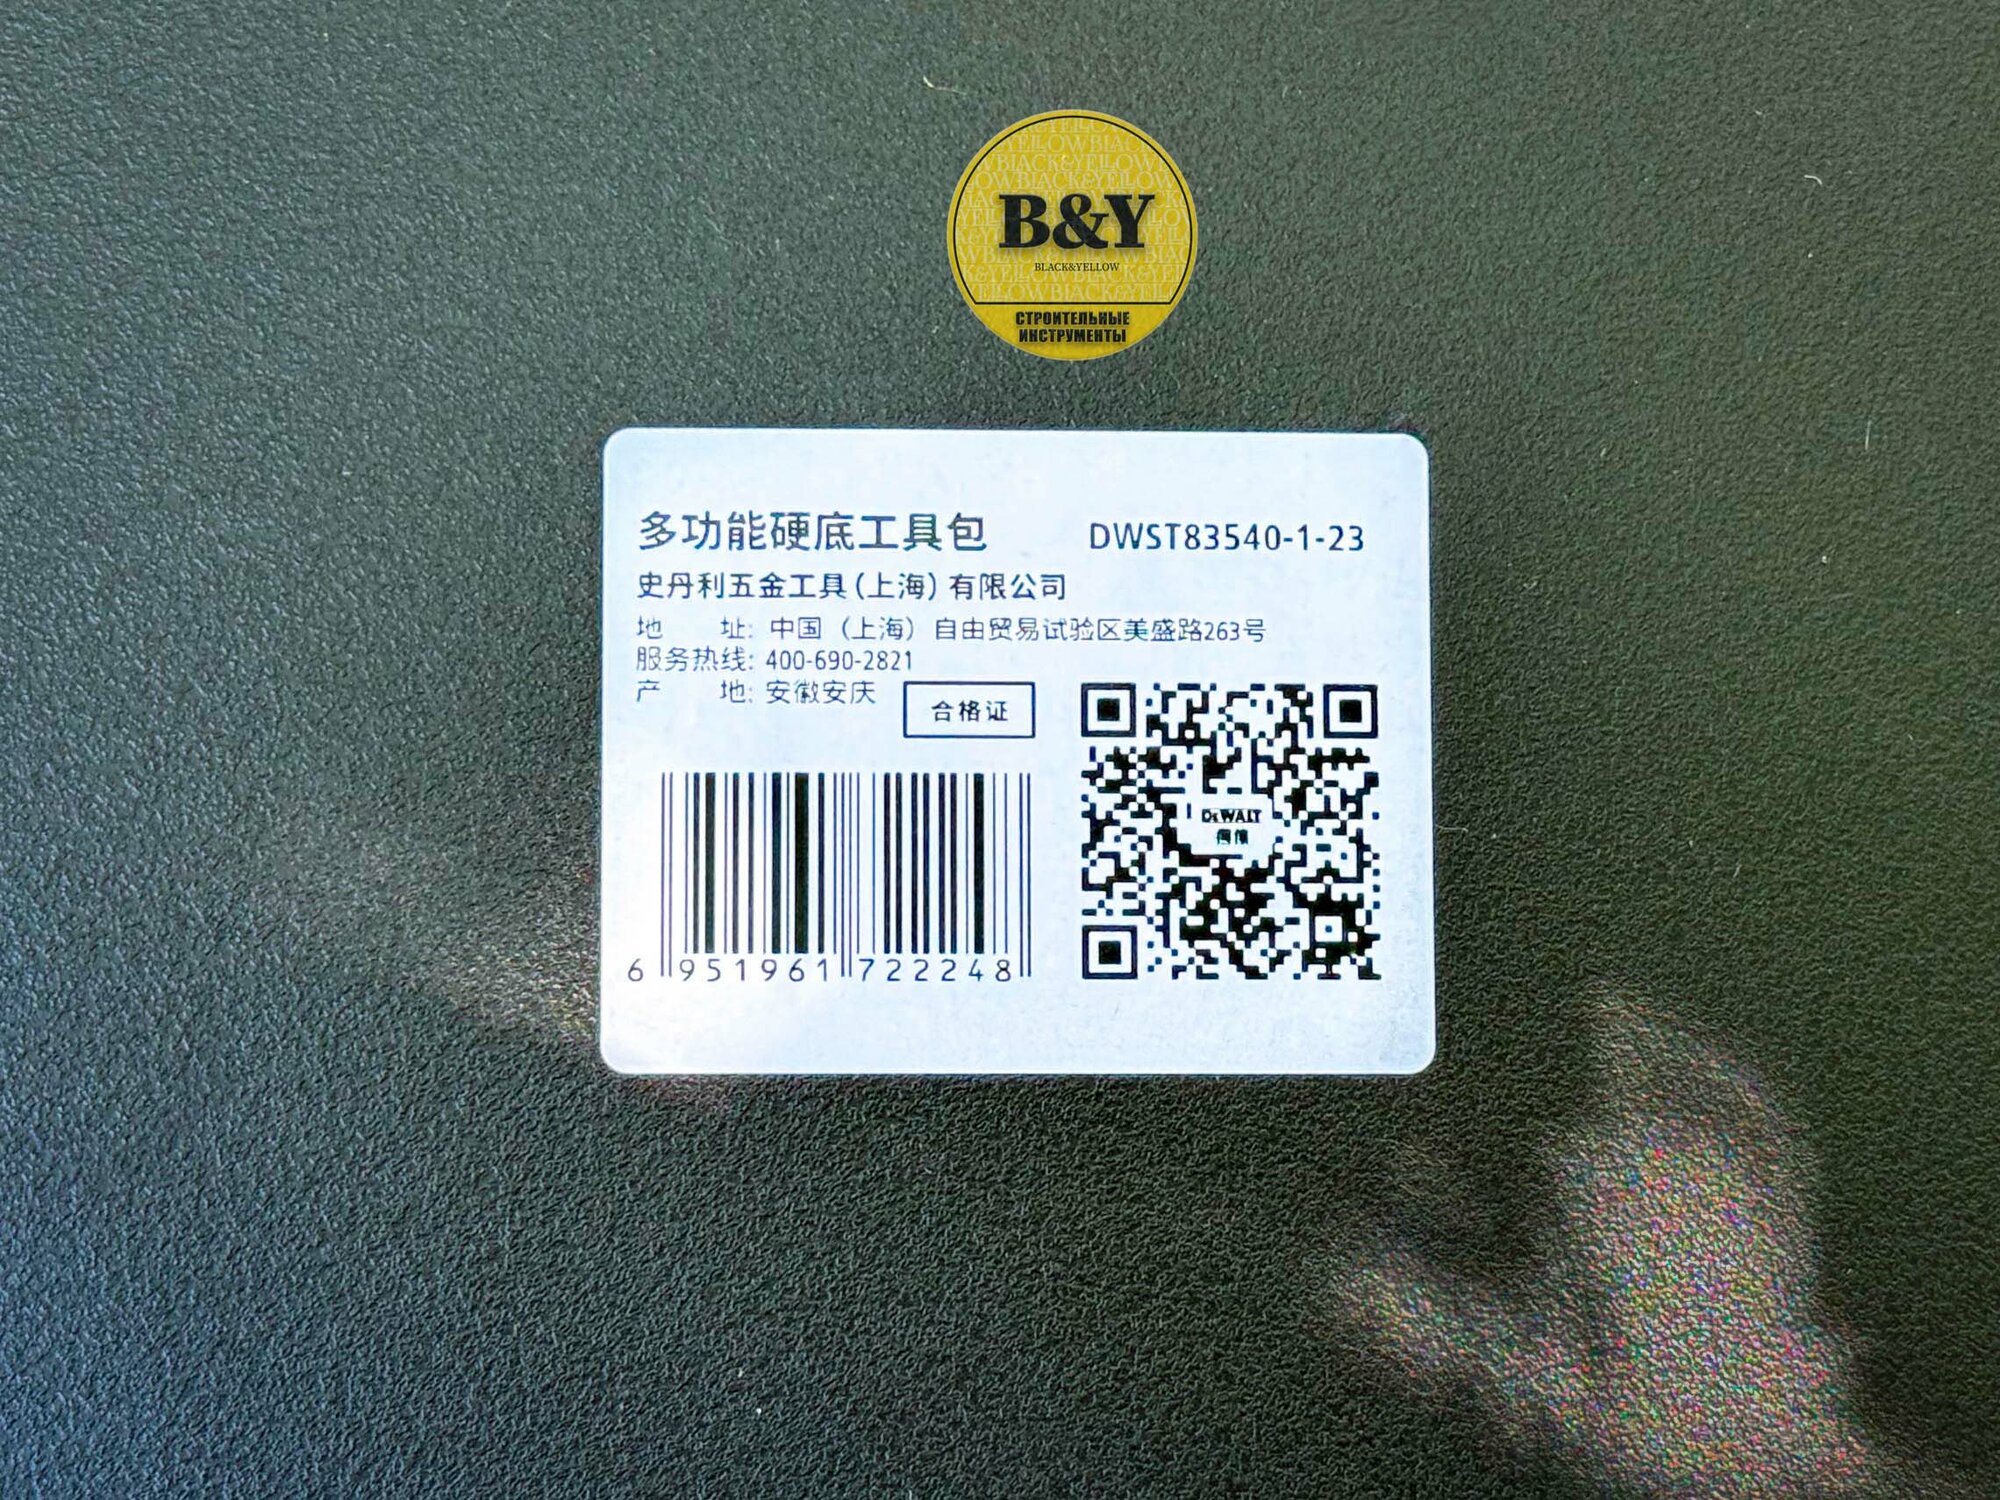 B&Y
BLACK&YELLOW
СТРОИТЕЛЬНЫЕ
ИНСТРУМЕНТЫ
多功能硬底工具包 DWST83540-1-23
史丹利五金工具(上海)有限公司
地 址: 中国(上海)自由贸易试验区美盛路263号
服务热线: 400-690-2821
产 地: 安徽安庆
合格证
DEWALT
得伟
6 951961 722248